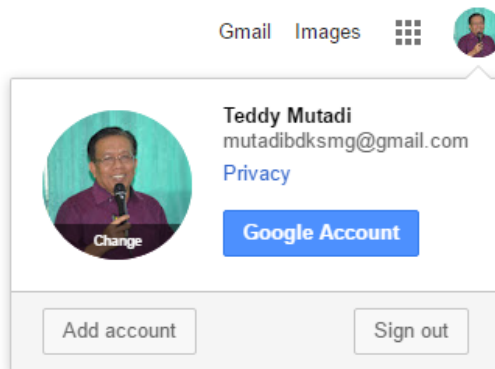 Gmail Images
Teddy Mutadi
mutadibdksmg@gmail.com
Privacy
Change
Google Account
Add account Sign out